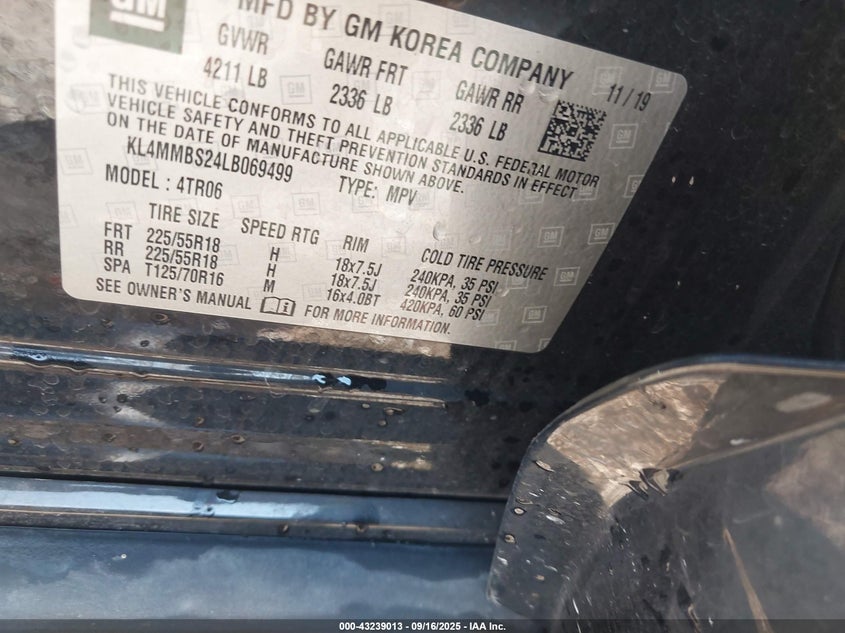 GM
MFD BY GM KOREA COMPANY
GVWR GAWR FRT GAWR RR 11 / 19
4211 LB 2336 LB 2336 LB
THIS VEHICLE CONFORMS TO ALL APPLICABLE U.S. FEDERAL MOTOR
VEHICLE SAFETY AND THEFT PREVENTION STANDARDS IN EFFECT
ON THE DATE OF MANUFACTURE SHOWN ABOVE.
KL4MMBS24LB069499 TYPE: MPV
MODEL : 4TR06
TIRE SIZE SPEED RTG RIM COLD TIRE PRESSURE
FRT 225/55R18 H 18x7.5J 240KPA, 35 PSI
RR 225/55R18 H 18x7.5J 240KPA, 35 PSI
SPA T125/70R16 M 16x4.0BT 420KPA, 60 PSI
SEE OWNER'S MANUAL FOR MORE INFORMATION.
000-43239013 - 09/16/2025 - IAA Inc.